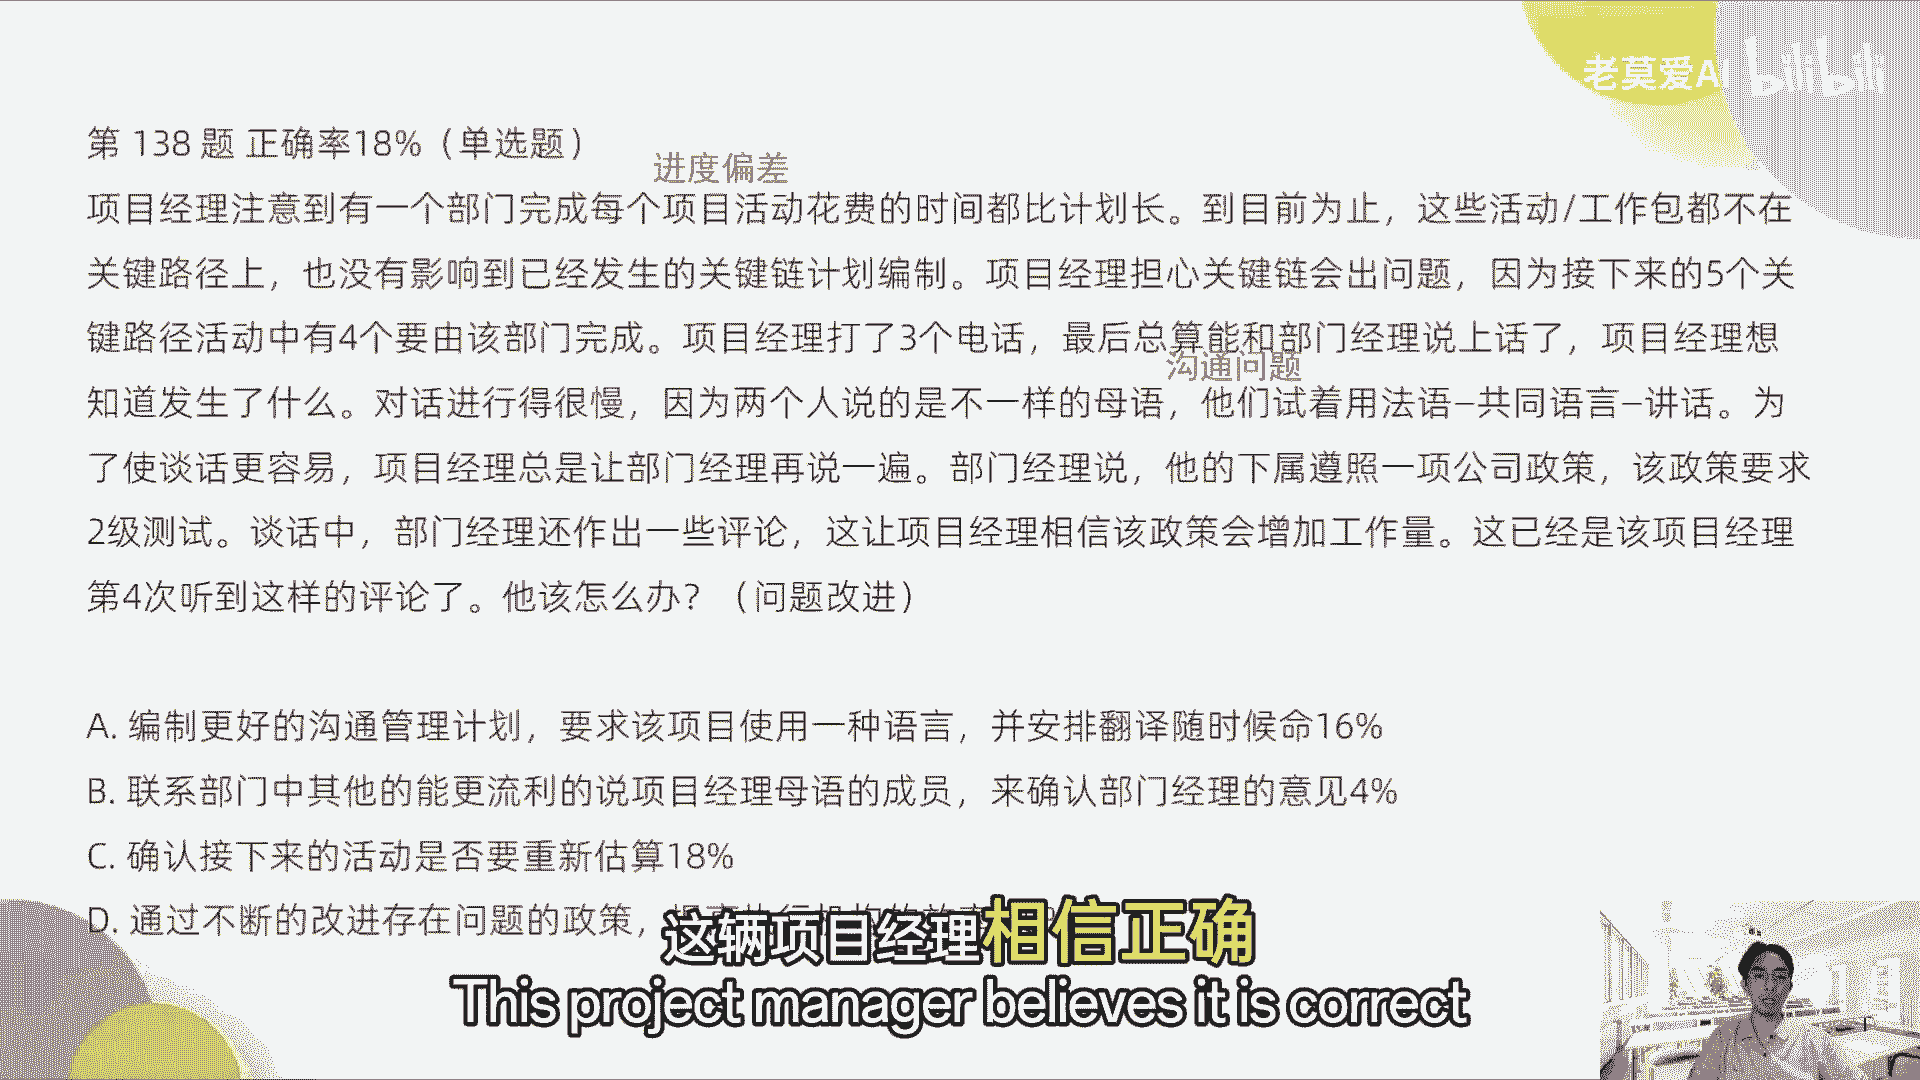 老莫爱AI bilibili
第 138 题 正确率18%（单选题）
进度偏差
项目经理注意到有一个部门完成每个项目活动花费的时间都比计划长。到目前为止，这些活动/工作包都不在
关键路径上，也没有影响到已经发生的关键链计划编制。项目经理担心关键链会出问题，因为接下来的5个关
键路径活动中有4个要由该部门完成。项目经理打了3个电话，最后总算能和部门经理说上话了，项目经理想
沟通问题
知道发生了什么。对话进行得很慢，因为两个人说的是不一样的母语，他们试着用法语–共同语言–讲话。为
了使谈话更容易，项目经理总是让部门经理再说一遍。部门经理说，他的下属遵照一项公司政策，该政策要求
2级测试。谈话中，部门经理还作出一些评论，这让项目经理相信该政策会增加工作量。这已经是该项目经理
第4次听到这样的评论了。他该怎么办？（问题改进）
A. 编制更好的沟通管理计划，要求该项目使用一种语言，并安排翻译随时候命16%
B. 联系部门中其他的能更流利的说项目经理母语的成员，来确认部门经理的意见4%
C. 确认接下来的活动是否要重新估算18%
D. 通过不断的改进存在问题的政策，
这辆项目经理相信正确
This project manager believes it is correct